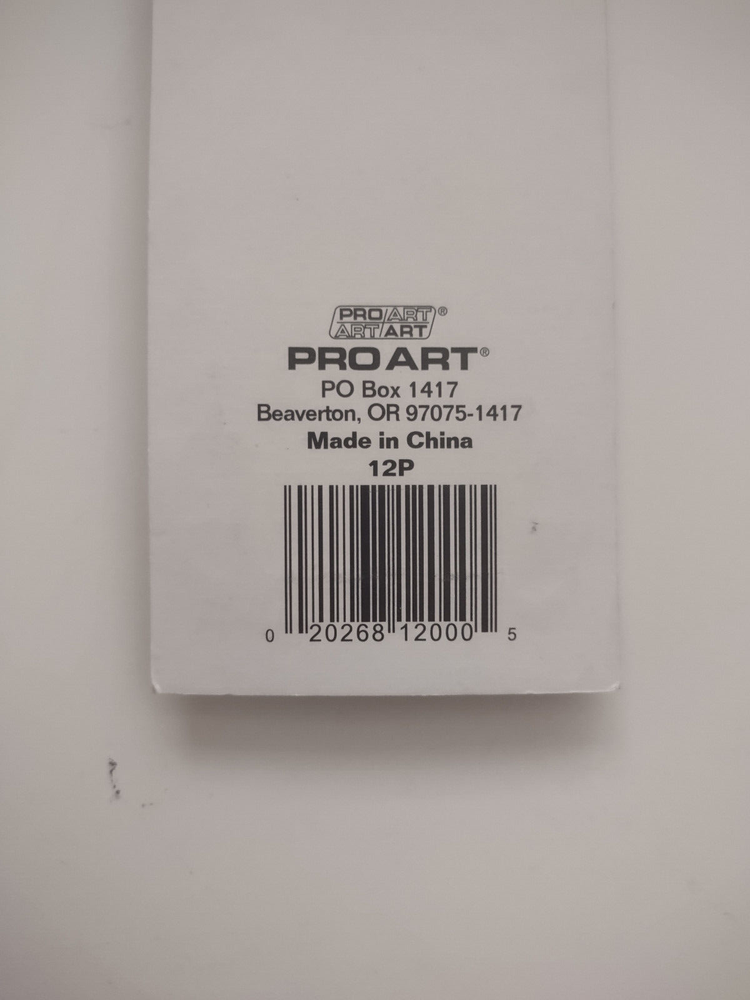 PRO/ART®
ART/ART
PRO ART®
PO Box 1417
Beaverton, OR 97075-1417
Made in China
12P
0 20268 12000 5